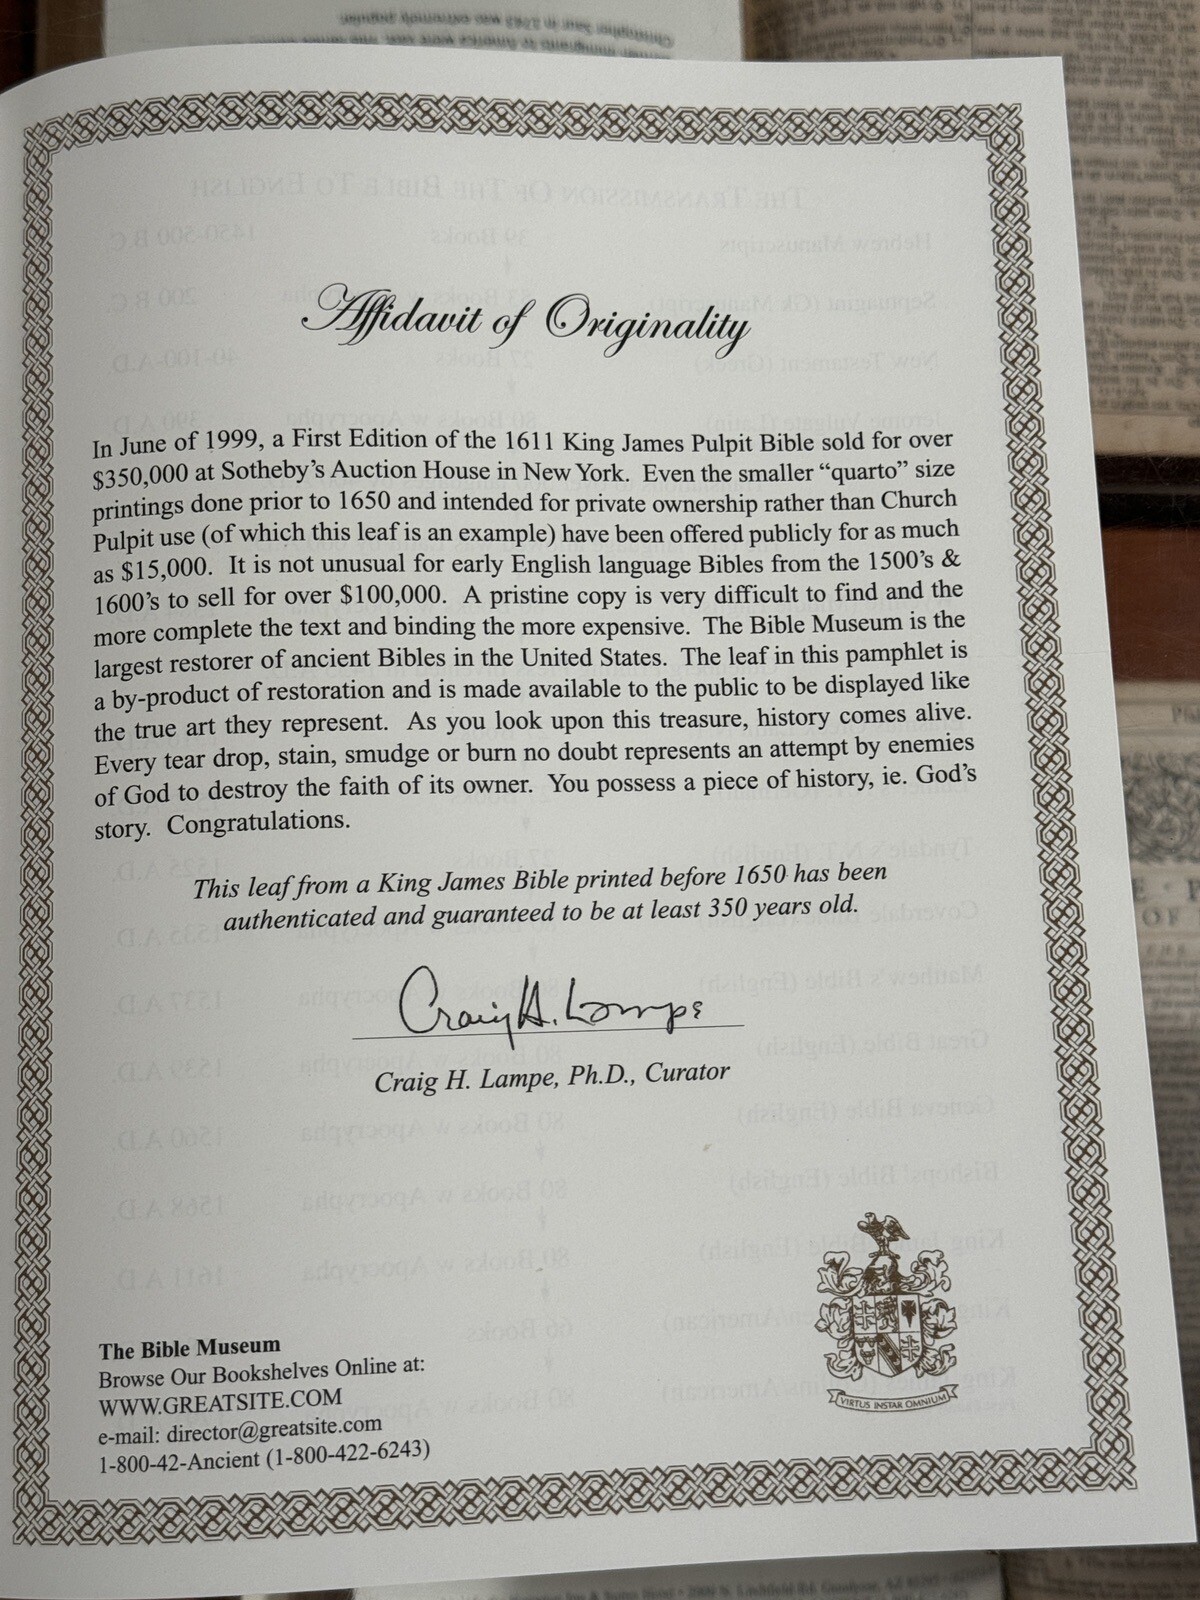 Affidavit of Originality
In June of 1999, a First Edition of the 1611 King James Pulpit Bible sold for over
$350,000 at Sotheby's Auction House in New York. Even the smaller “quarto” size
printings done prior to 1650 and intended for private ownership rather than Church
Pulpit use (of which this leaf is an example) have been offered publicly for as much
as $15,000. It is not unusual for early English language Bibles from the 1500's &
1600's to sell for over $100,000. A pristine copy is very difficult to find and the
more complete the text and binding the more expensive. The Bible Museum is the
largest restorer of ancient Bibles in the United States. The leaf in this pamphlet is
a by-product of restoration and is made available to the public to be displayed like
the true art they represent. As you look upon this treasure, history comes alive.
Every tear drop, stain, smudge or burn no doubt represents an attempt by enemies
of God to destroy the faith of its owner. You possess a piece of history, ie. God's
story. Congratulations.
This leaf from a King James Bible printed before 1650 has been
authenticated and guaranteed to be at least 350 years old.
Craig H. Lampe
Craig H. Lampe, Ph.D., Curator
The Bible Museum
Browse Our Bookshelves Online at:
WWW.GREATSITE.COM
e-mail: director@greatsite.com
1-800-42-Ancient (1-800-422-6243)
VIRTUS INSTAR OMNIUM